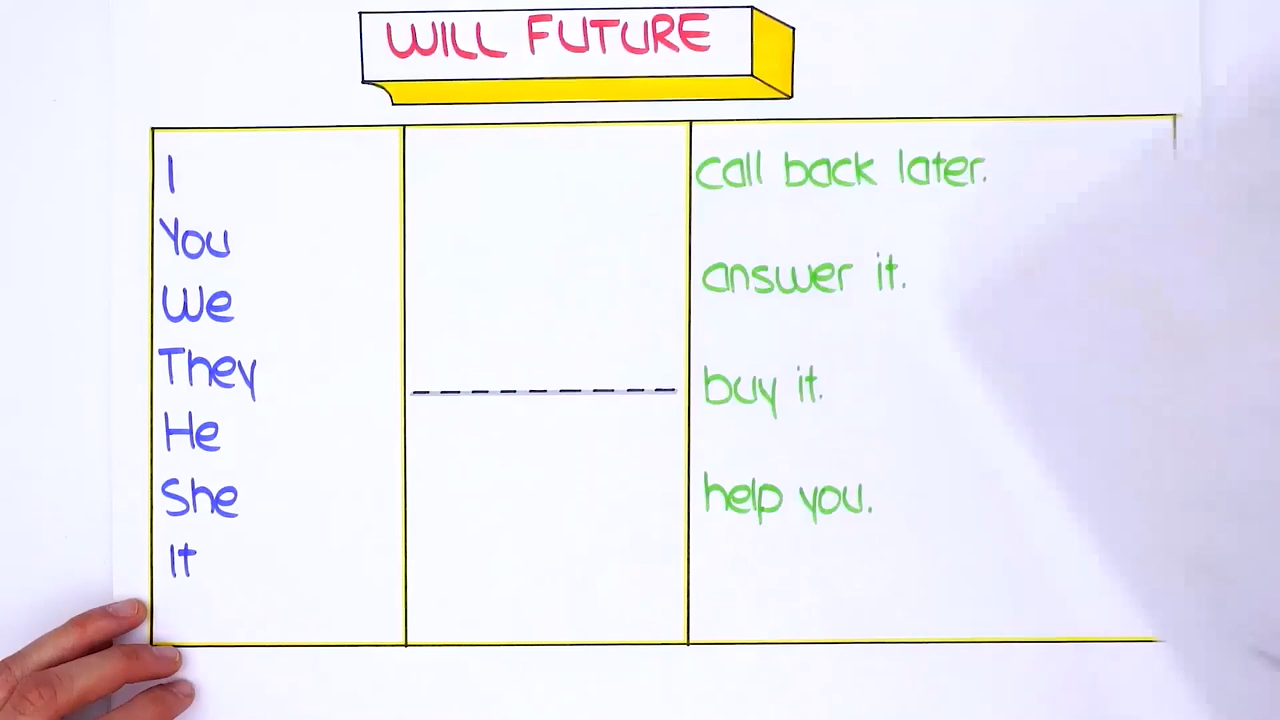 WILL FUTURE
I
You
We
They
He
She
It
call back later.
answer it.
buy it.
help you.